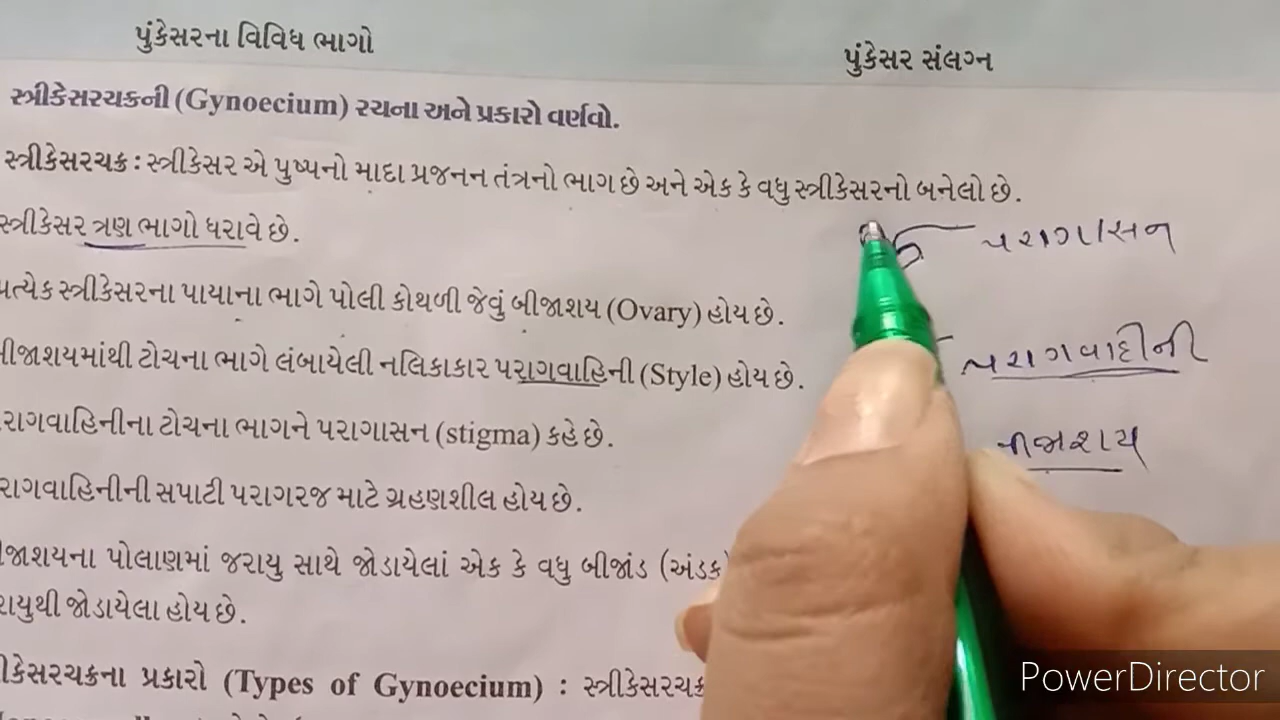 પુંકેસરના વિવિધ ભાગો
પુંકેસર સંલગ્ન
સ્ત્રીકેસરચક્રની (Gynoecium) રચના અને પ્રકારો વર્ણવો.
સ્ત્રીકેસરચક્ર : સ્ત્રીકેસર એ પુષ્પનો માદા પ્રજનન તંત્રનો ભાગ છે અને એક કે વધુ સ્ત્રીકેસરનો બનેલો છે.
સ્ત્રીકેસર ત્રણ ભાગો ધરાવે છે.
પરાગાસન
પ્રત્યેક સ્ત્રીકેસરના પાયાના ભાગે પોલી કોથળી જેવું બીજાશય (Ovary) હોય છે.
બીજાશયમાંથી ટોચના ભાગે લંબાયેલી નલિકાકાર પરાગવાહિની (Style) હોય છે.
પરાગવાહીની
રાગવાહિનીના ટોચના ભાગને પરાગાસન (stigma) કહે છે.
બીજાશય
રાગવાહિનીની સપાટી પરાગરજ માટે ગ્રહણશીલ હોય છે.
જાશયના પોલાણમાં જરાયુ સાથે જોડાયેલાં એક કે વધુ બીજાંડ (અંડક)
રાયુથી જોડાયેલા હોય છે.
કેસરચક્રના પ્રકારો (Types of Gynoecium) : સ્ત્રીકેસરચક્ર
PowerDirector